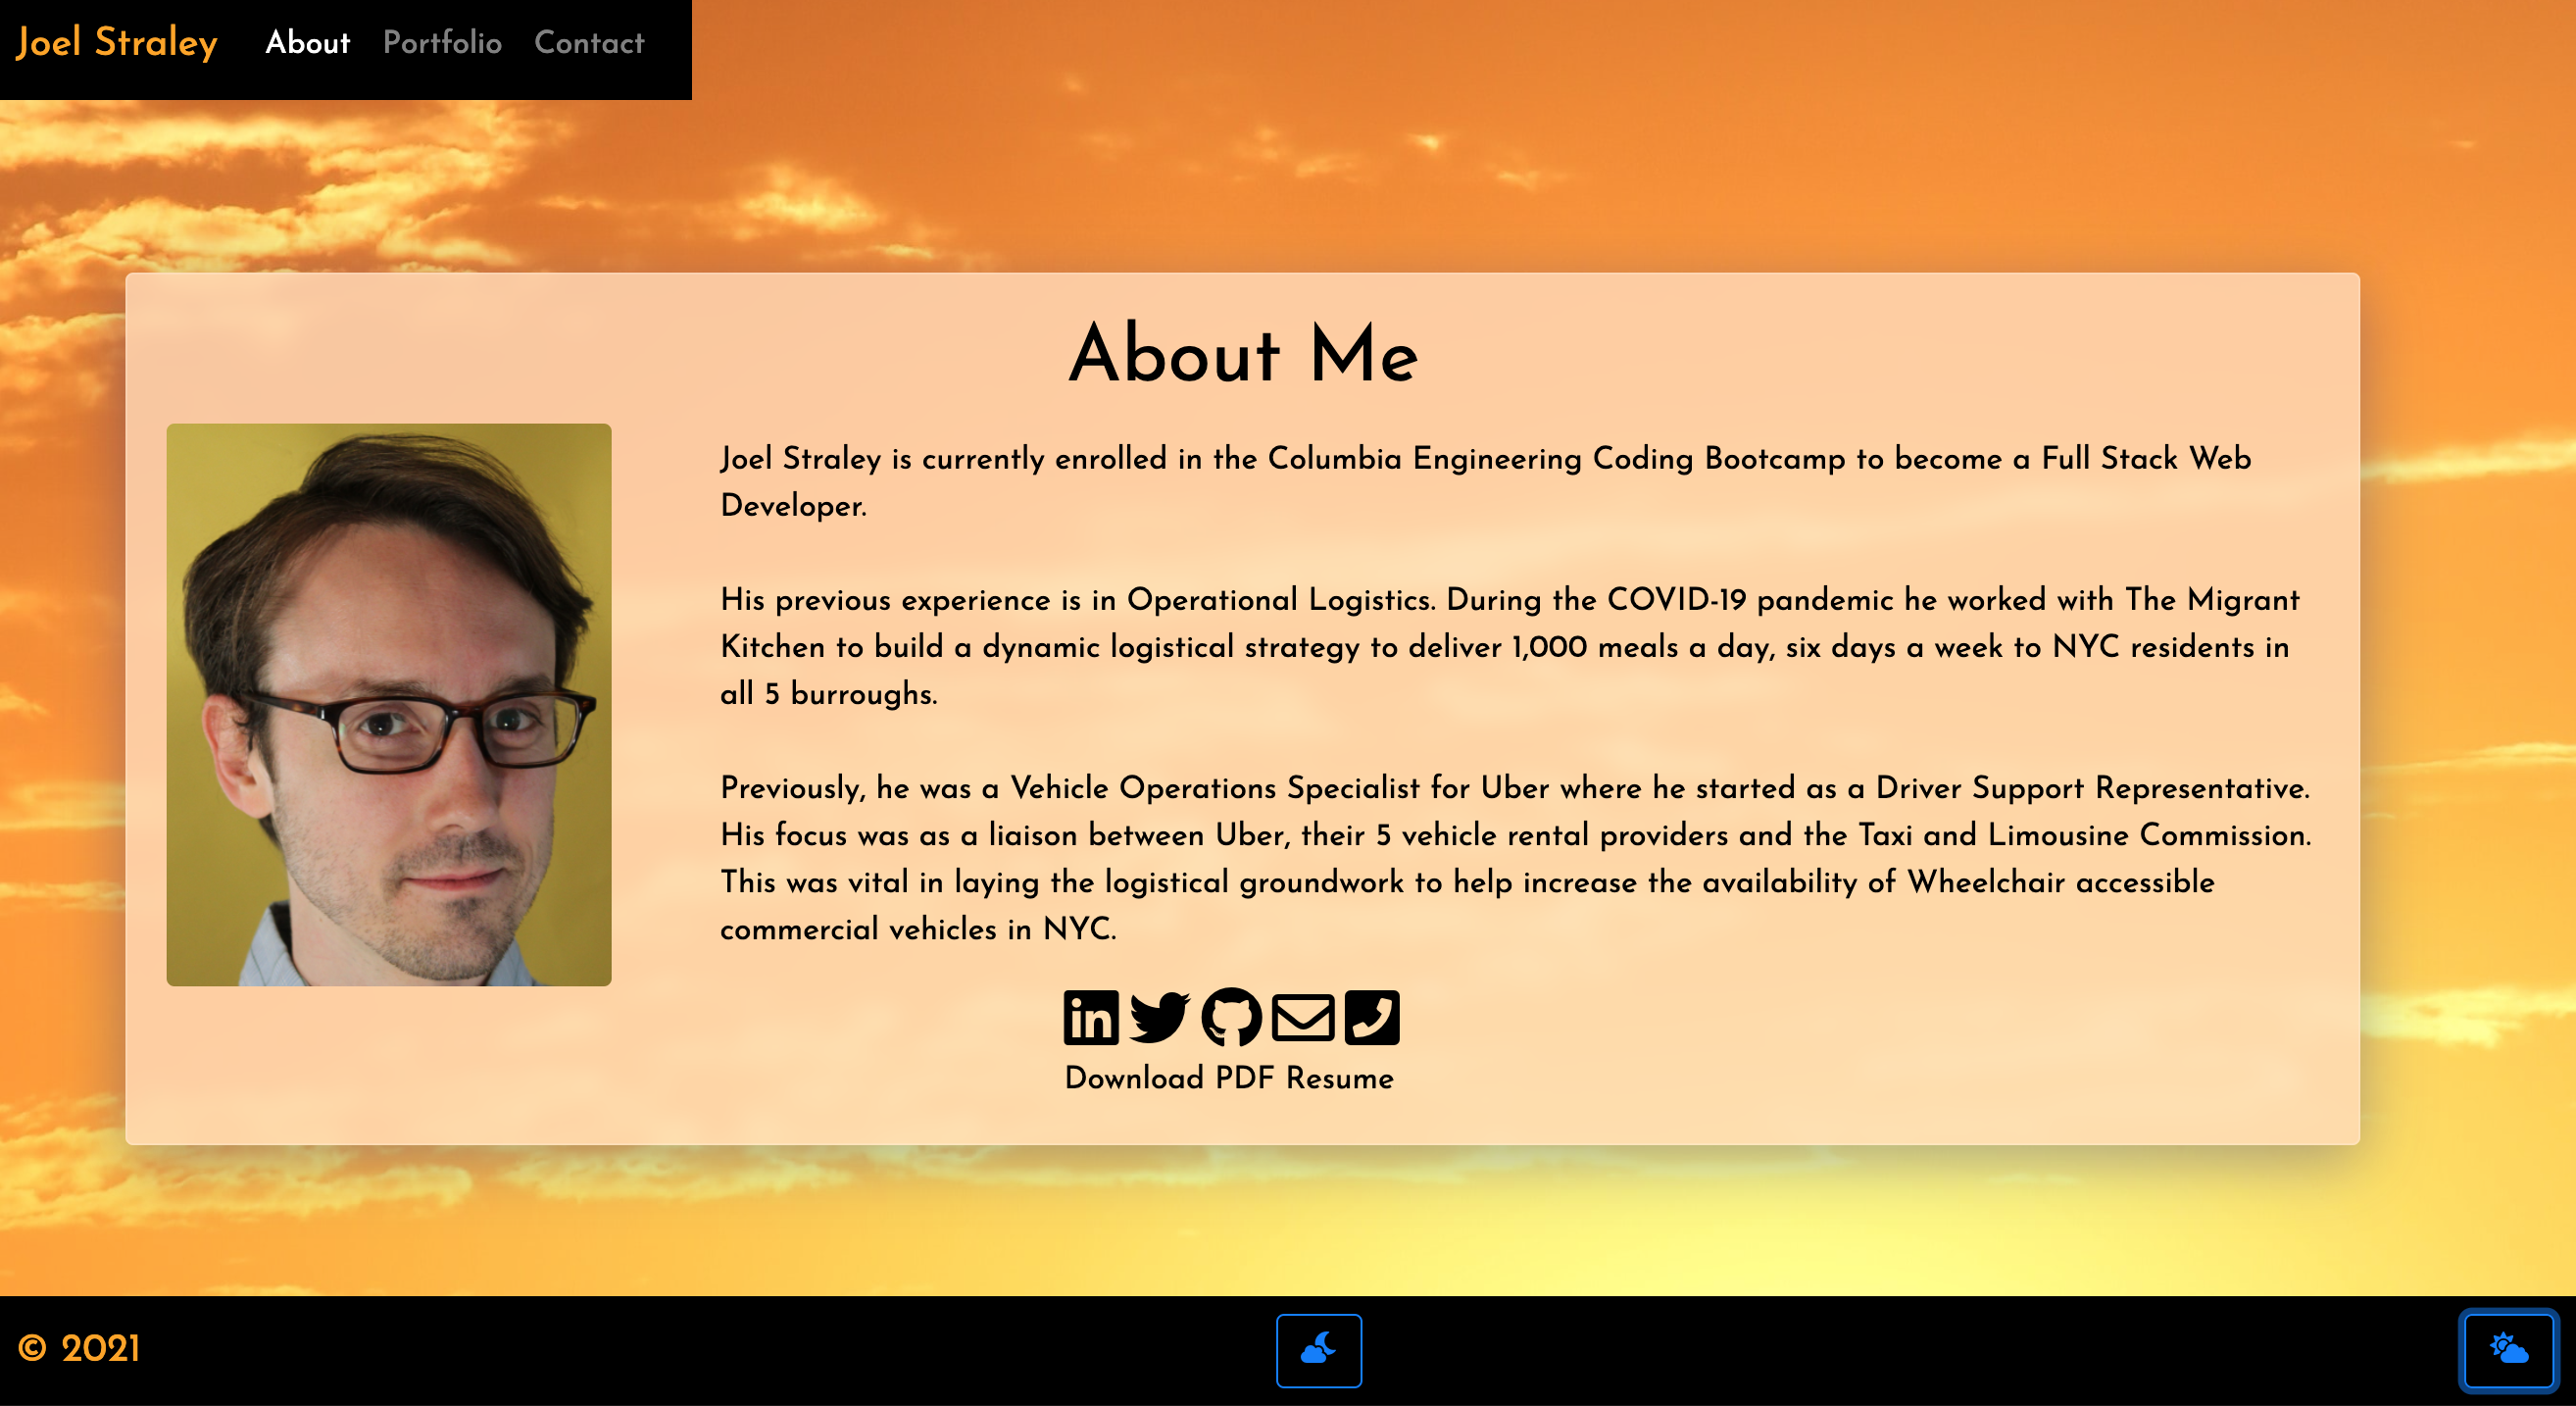 Joel Straley About Portfolio Contact
About Me
Joel Straley is currently enrolled in the Columbia Engineering Coding Bootcamp to become a Full Stack Web
Developer.
His previous experience is in Operational Logistics. During the COVID-19 pandemic he worked with The Migrant
Kitchen to build a dynamic logistical strategy to deliver 1,000 meals a day, six days a week to NYC residents in
all 5 burroughs.
Previously, he was a Vehicle Operations Specialist for Uber where he started as a Driver Support Representative.
His focus was as a liaison between Uber, their 5 vehicle rental providers and the Taxi and Limousine Commission.
This was vital in laying the logistical groundwork to help increase the availability of Wheelchair accessible
commercial vehicles in NYC.
in
Download PDF Resume
© 2021